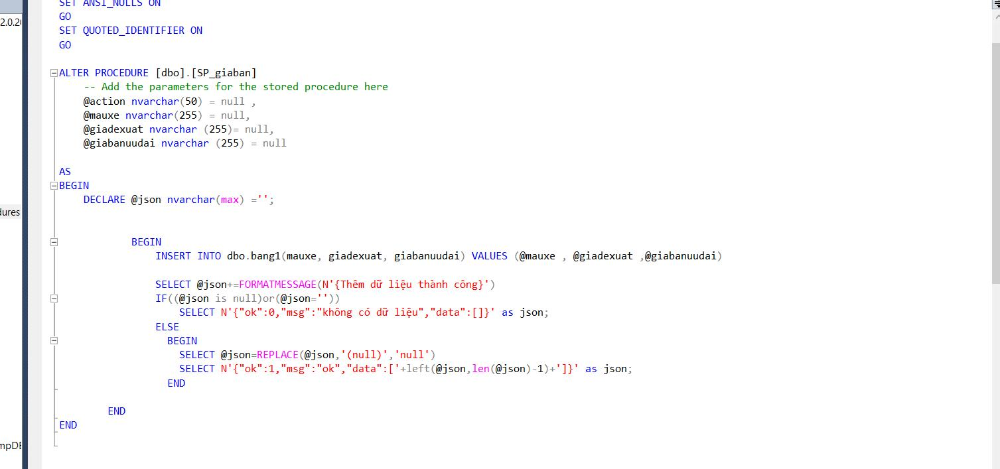 SET ANSI_NULLS ON
GO
2.0.20
SET QUOTED_IDENTIFIER ON
GO
ALTER PROCEDURE [dbo].[SP_giaban]
-- Add the parameters for the stored procedure here
@action nvarchar(50) = null ,
@mauxe nvarchar(255) = null,
@giadexuat nvarchar (255)= null,
@giabanuudai nvarchar (255) = null
AS
BEGIN
DECLARE @json nvarchar(max) ='';
dures
BEGIN
INSERT INTO dbo.bang1(mauxe, giadexuat, giabanuudai) VALUES (@mauxe , @giadexuat ,@giabanuudai)
SELECT @json+=FORMATMESSAGE(N'{Thêm dữ liệu thành công}')
IF((@json is null)or(@json=''))
SELECT N'{"ok":0,"msg":"không có dữ liệu","data":[]}' as json;
ELSE
BEGIN
SELECT @json=REPLACE(@json,'(null)','null')
SELECT N'{"ok":1,"msg":"ok","data":['+left(@json,len(@json)-1)+']}' as json;
END
END
END